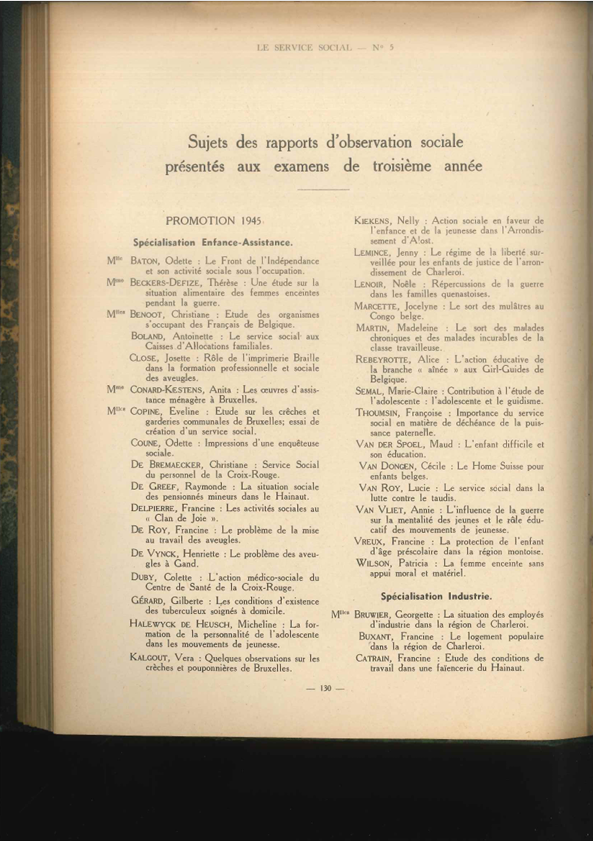 LE SERVICE SOCIAL — Nº 5
Sujets des rapports d'observation sociale
présentés aux examens de troisième année
PROMOTION 1945
Spécialisation Enfance-Assistance.
Mlle BATON, Odette : Le Front de l'Indépendance
et son activité sociale sous l'occupation.
Mme BECKERS-DEFIZE, Thérèse : Une étude sur la
situation alimentaire des femmes enceintes
pendant la guerre.
Mlles BENOOT, Christiane : Etude des organismes
s'occupant des Français de Belgique.
BOLAND, Antoinette : Le service social aux
Caisses d'Allocations familiales.
CLOSE, Josette : Rôle de l'imprimerie Braille
dans la formation professionnelle et sociale
des aveugles.
Mme CONARD-KESTENS, Anita : Les œuvres d'assis-
tance ménagère à Bruxelles.
Mlles COPINE, Eveline : Etude sur les crêches et
garderies communales de Bruxelles; essai de
création d'un service social.
COUNE, Odette : Impressions d'une enquêteuse
sociale.
DE BREMAECKER, Christiane : Service Social
du personnel de la Croix-Rouge.
DE GREEF, Raymonde : La situation sociale
des pensionnés mineurs dans le Hainaut.
DELPIERRE, Francine : Les activités sociales au
« Clan de Joie ».
DE ROY, Francine : Le problème de la mise
au travail des aveugles.
DE VYNCK, Henriette : Le problème des aveu-
gles à Gand.
DUBY, Colette : L'action médico-sociale du
Centre de Santé de la Croix-Rouge.
GÉRARD, Gilberte : Les conditions d'existence
des tuberculeux soignés à domicile.
HALEWYCK DE HEUSCH, Micheline : La for-
mation de la personnalité de l'adolescente
dans les mouvements de jeunesse.
KALGOUT, Vera : Quelques observations sur les
crêches et pouponnières de Bruxelles.
KIEKENS, Nelly : Action sociale en faveur de
l'enfance et de la jeunesse dans l'Arrondis-
sement d'Alost.
LEMINCE, Jenny : Le régime de la liberté sur-
veillée pour les enfants de justice de l'arron-
dissement de Charleroi.
LENOIR, Noële : Répercussions de la guerre
dans les familles quenastoises.
MARCETTE, Jocelyne : Le sort des mulâtres au
Congo belge.
MARTIN, Madeleine : Le sort des malades
chroniques et des malades incurables de la
classe travailleuse.
REBEYROTTE, Alice : L'action éducative de
la branche « aînée » aux Girl-Guides de
Belgique.
SEMAL, Marie-Claire : Contribution à l'étude de
l'adolescente : l'adolescente et le guidisme.
THOUMSIN, Françoise : Importance du service
social en matière de déchéance de la puis-
sance paternelle.
VAN DER SPOEL, Maud : L'enfant difficile et
son éducation.
VAN DONGEN, Cécile : Le Home Suisse pour
enfants belges.
VAN ROY, Lucie : Le service social dans la
lutte contre le taudis.
VAN VLIET, Annie : L'influence de la guerre
sur la mentalité des jeunes et le rôle édu-
catif des mouvements de jeunesse.
VREUX, Francine : La protection de l'enfant
d'âge préscolaire dans la région montoise.
WILSON, Patricia : La femme enceinte sans
appui moral et matériel.
Spécialisation Industrie.
Mlles BRUWIER, Georgette : La situation des employés
d'industrie dans la région de Charleroi.
BUXANT, Francine : Le logement populaire
dans la région de Charleroi.
CATRAIN, Francine : Etude des conditions de
travail dans une faïencerie du Hainaut.
— 130 —